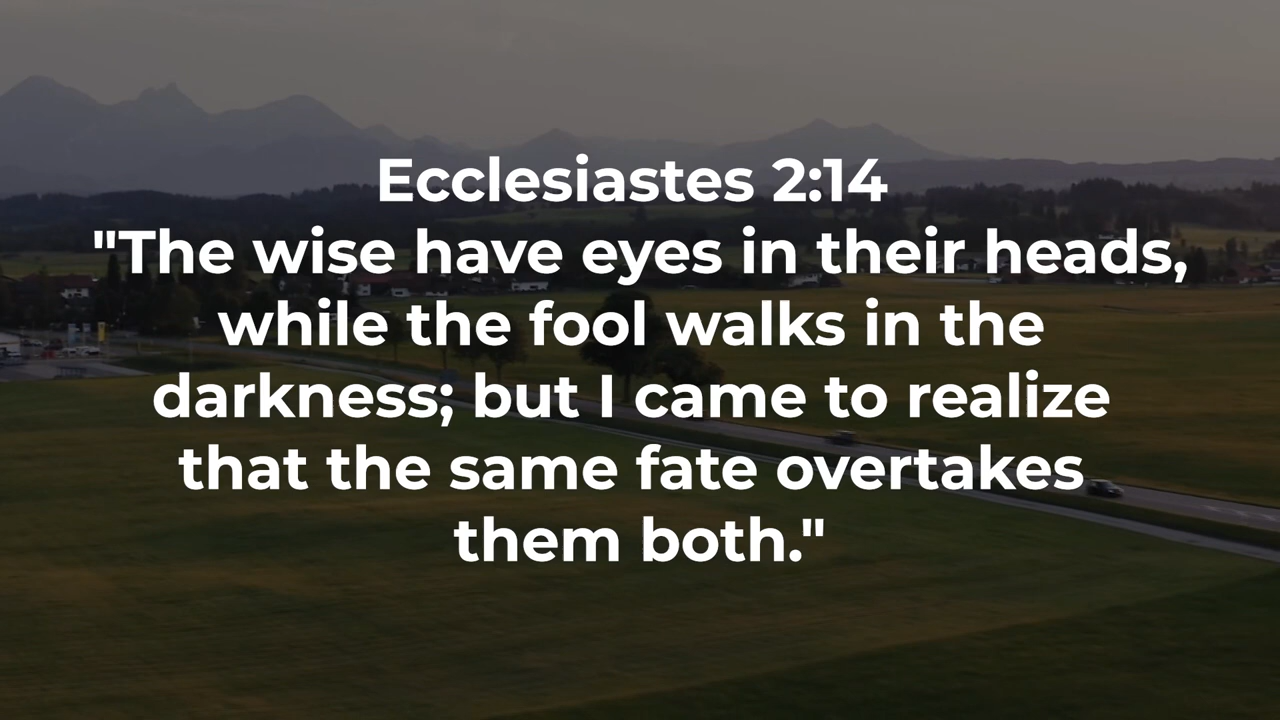 Ecclesiastes 2:14
"The wise have eyes in their heads,
while the fool walks in the
darkness; but I came to realize
that the same fate overtakes
them both."